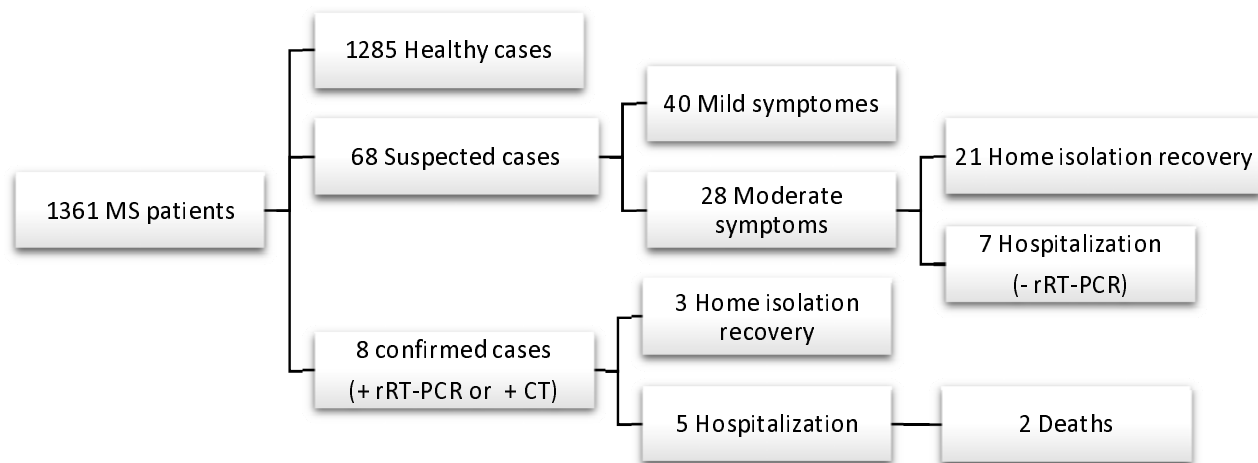 1361 MS patients
1285 Healthy cases
68 Suspected cases
40 Mild symptomes
28 Moderate
symptoms
21 Home isolation recovery
7 Hospitalization
(- rRT-PCR)
8 confirmed cases
(+ rRT-PCR or + CT)
3 Home isolation
recovery
5 Hospitalization
2 Deaths